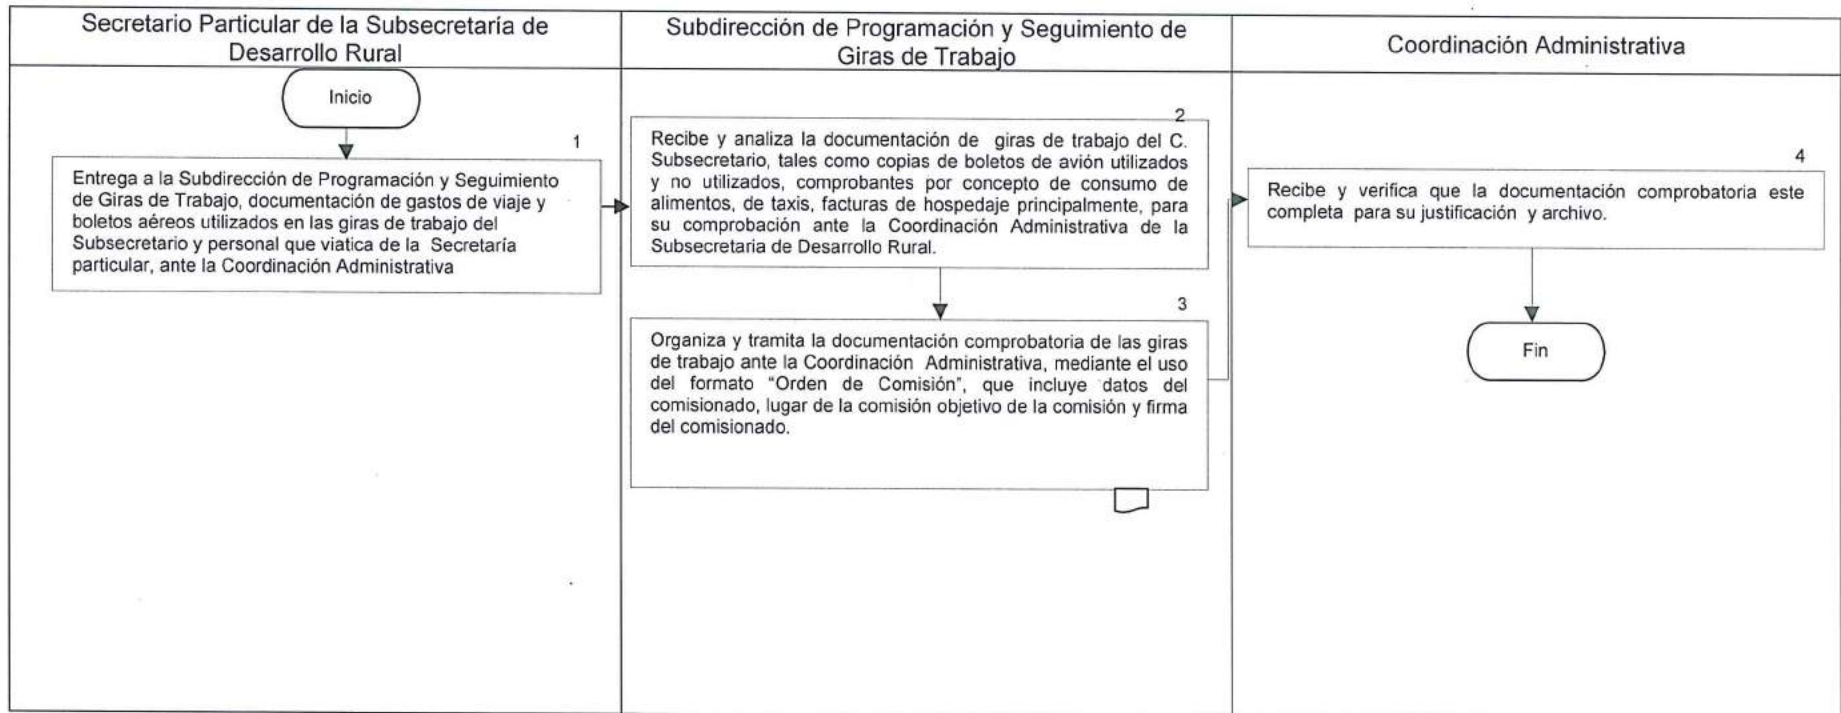 Secretario Particular de la Subsecretaría de
Desarrollo Rural
Subdirección de Programación y Seguimiento de
Giras de Trabajo
Coordinación Administrativa
Inicio
1
Entrega a la Subdirección de Programación y Seguimiento
de Giras de Trabajo, documentación de gastos de viaje y
boletos aéreos utilizados en las giras de trabajo del
Subsecretario y personal que viatica de la Secretaría
particular, ante la Coordinación Administrativa
2
Recibe y analiza la documentación de giras de trabajo del C.
Subsecretario, tales como copias de boletos de avión utilizados
y no utilizados, comprobantes por concepto de consumo de
alimentos, de taxis, facturas de hospedaje principalmente, para
su comprobación ante la Coordinación Administrativa de la
Subsecretaria de Desarrollo Rural.
3
Organiza y tramita la documentación comprobatoria de las giras
de trabajo ante la Coordinación Administrativa, mediante el uso
del formato “Orden de Comisión”, que incluye datos del
comisionado, lugar de la comisión objetivo de la comisión y firma
del comisionado.
4
Recibe y verifica que la documentación comprobatoria este
completa para su justificación y archivo.
Fin